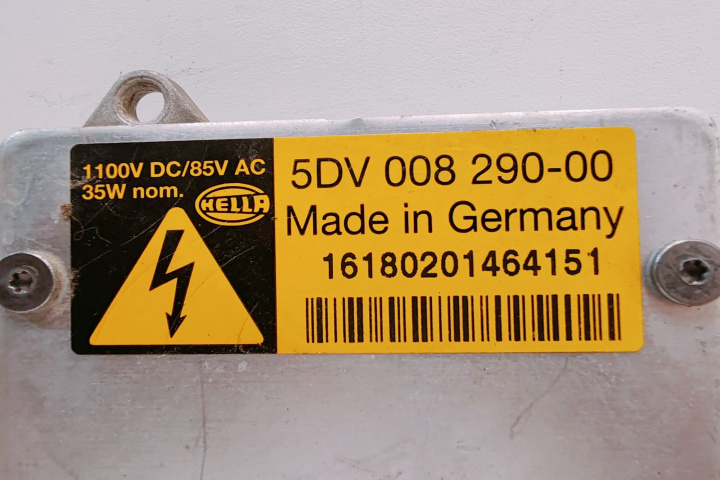 1100V DC/85V AC
35W nom.
HELLA
5DV 008 290-00
Made in Germany
16180201464151